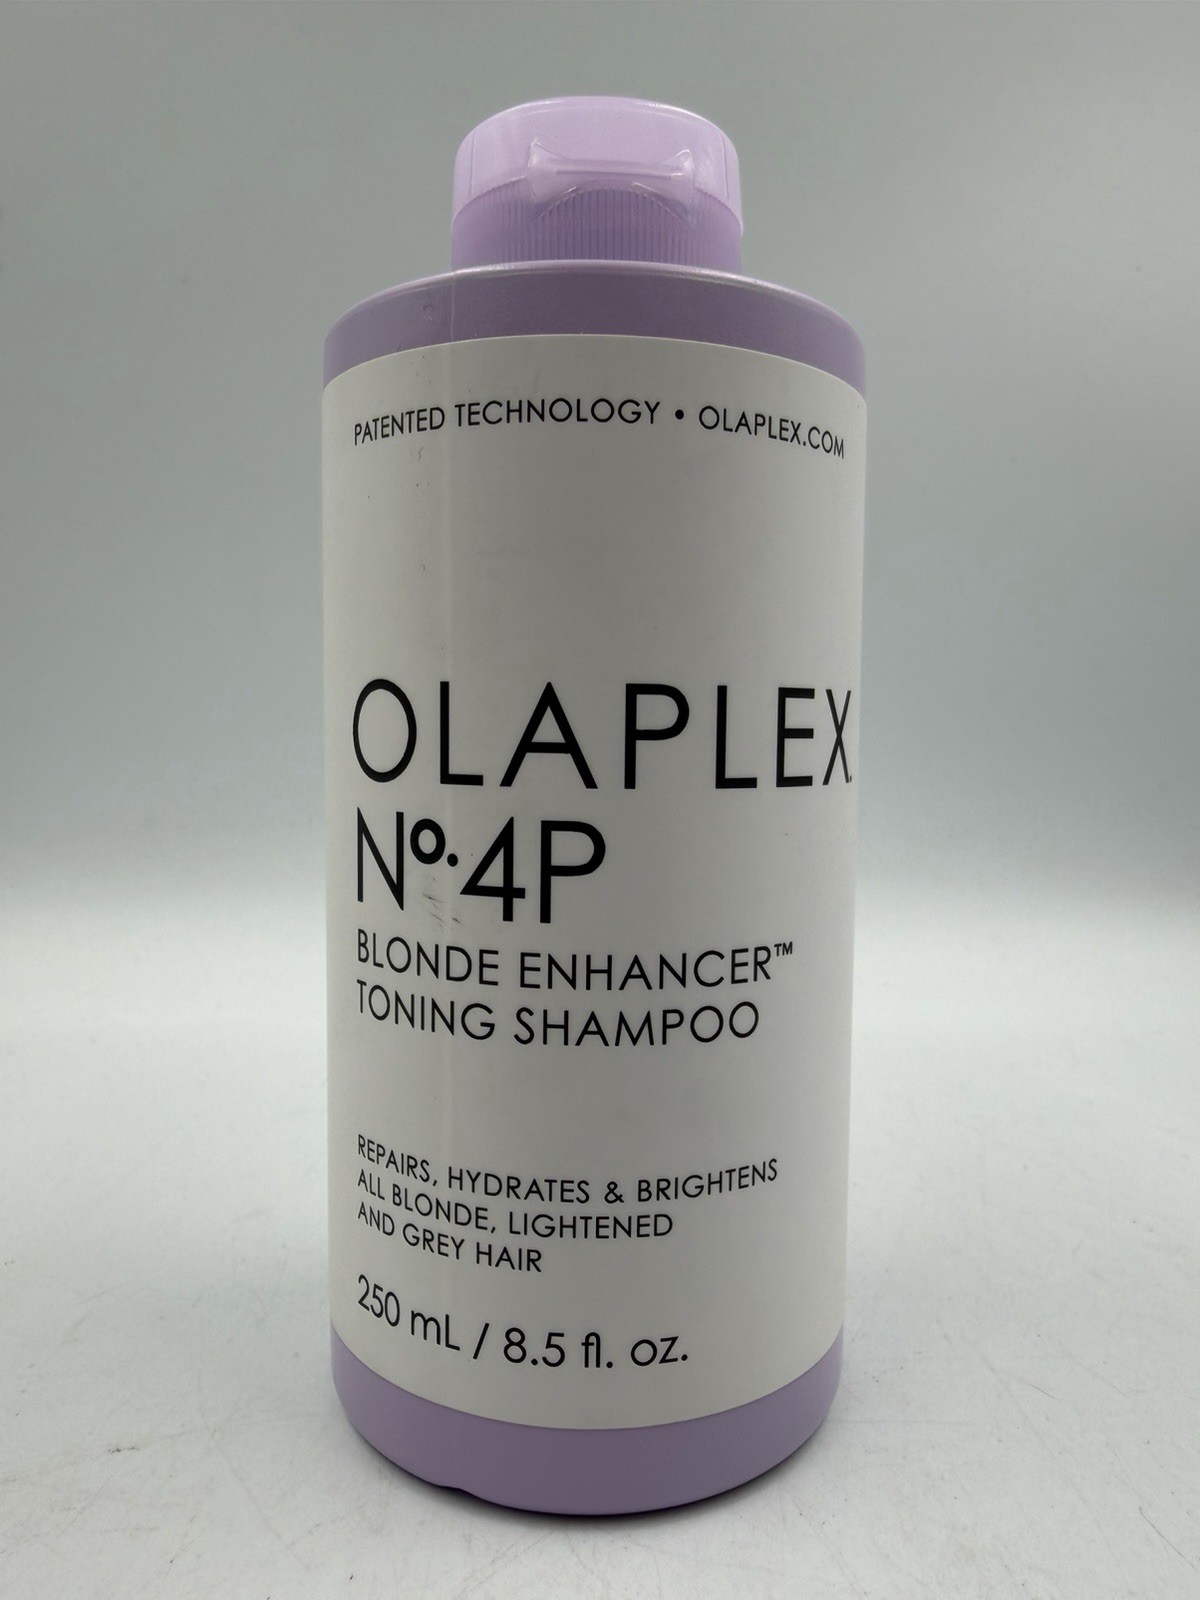 PATENTED TECHNOLOGY • OLAPLEX.COM
OLAPLEX.
Nº.4P
BLONDE ENHANCER™
TONING SHAMPOO
REPAIRS, HYDRATES & BRIGHTENS
ALL BLONDE, LIGHTENED
AND GREY HAIR
250 mL / 8.5 fl. oz.